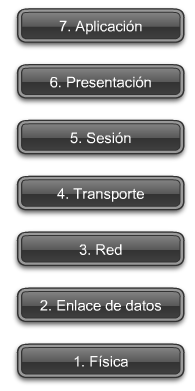 7. Aplicación
6. Presentación
5. Sesión
4. Transporte
3. Red
2. Enlace de datos
1. Física